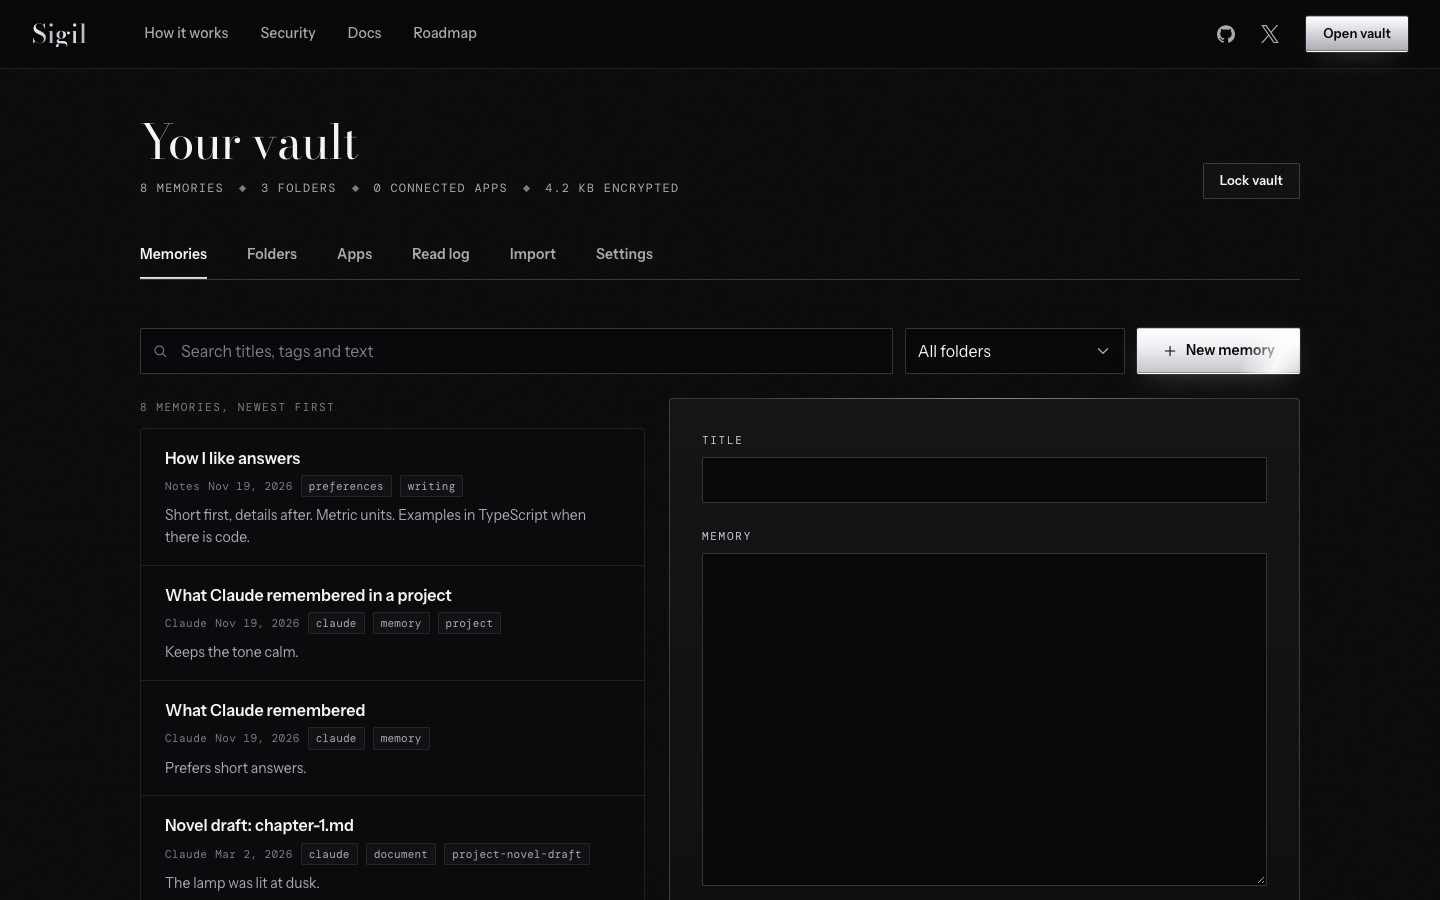 Sigil
How it works
Security
Docs
Roadmap
Open vault
Your vault
8 MEMORIES ◆ 3 FOLDERS ◆ 0 CONNECTED APPS ◆ 4.2 KB ENCRYPTED
Lock vault
Memories
Folders
Apps
Read log
Import
Settings
Search titles, tags and text
All folders
New memory
8 MEMORIES, NEWEST FIRST
How I like answers
Notes Nov 19, 2026 preferences writing
Short first, details after. Metric units. Examples in TypeScript when
there is code.
What Claude remembered in a project
Claude Nov 19, 2026 claude memory project
Keeps the tone calm.
What Claude remembered
Claude Nov 19, 2026 claude memory
Prefers short answers.
Novel draft: chapter-1.md
Claude Mar 2, 2026 claude document project-novel-draft
The lamp was lit at dusk.
TITLE
MEMORY